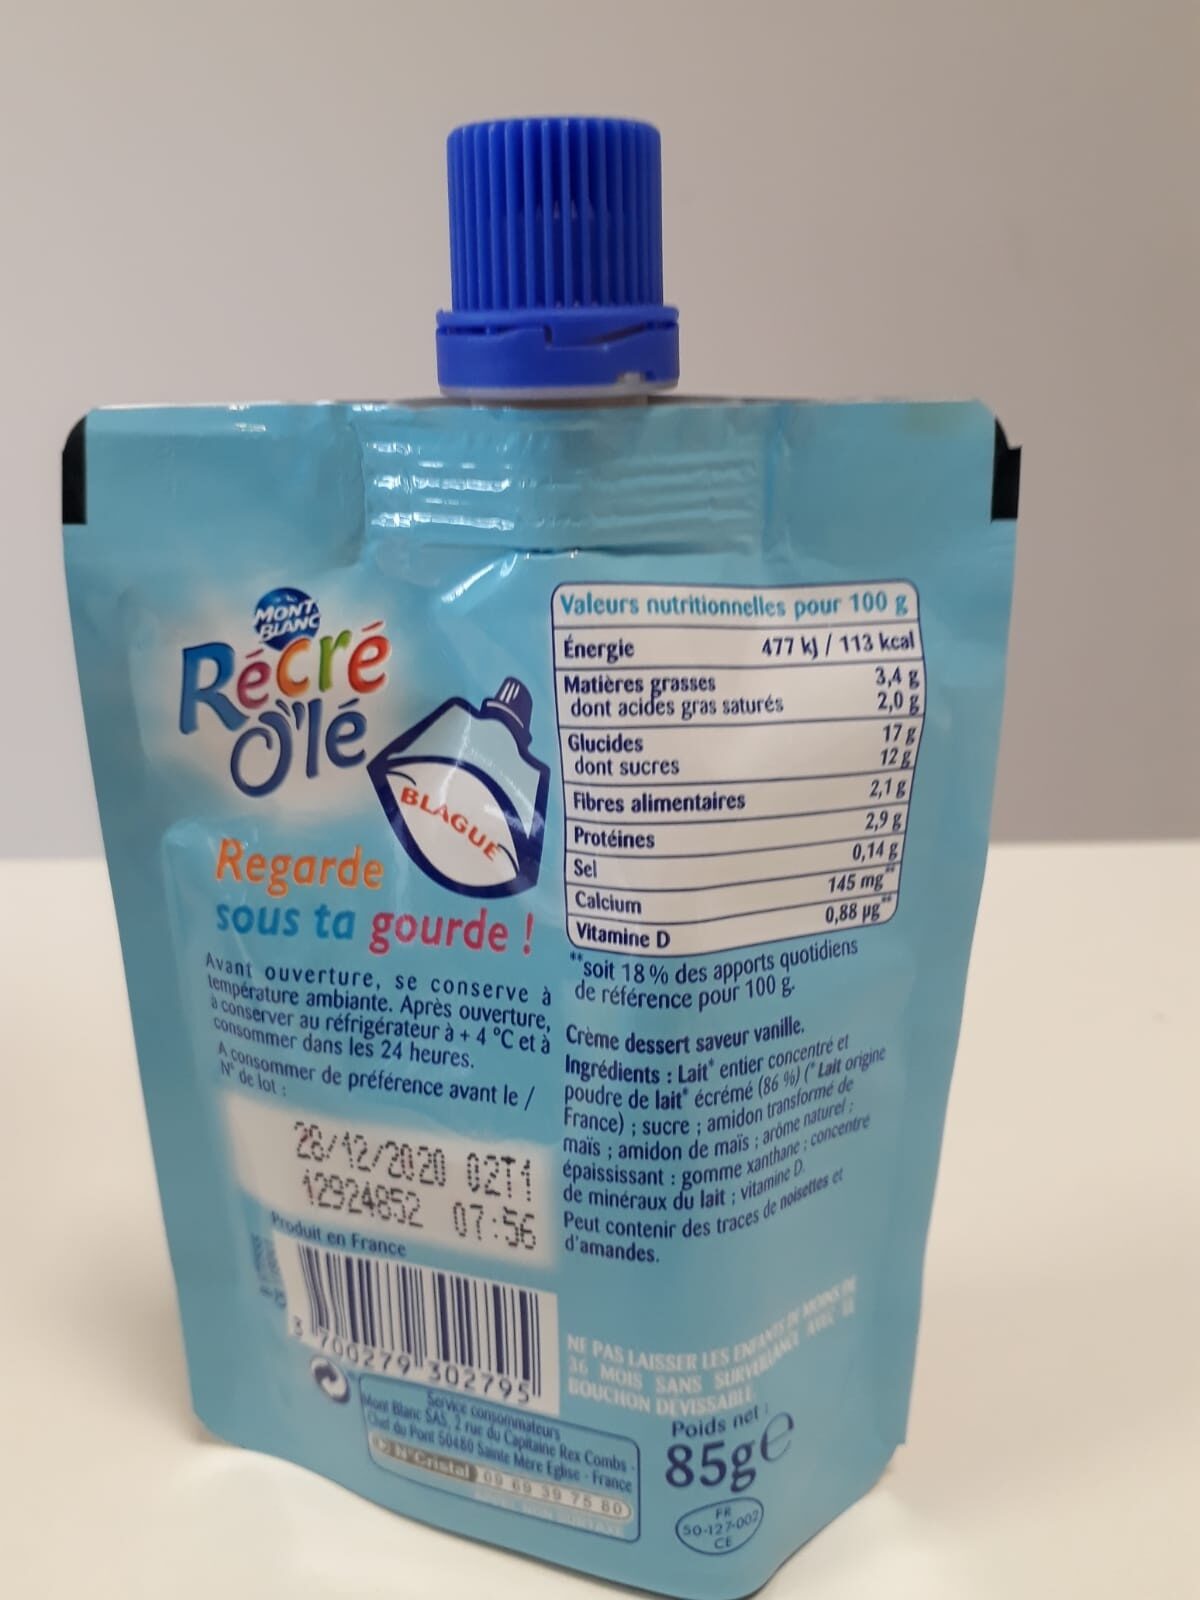 MONT
BLANC
Récré
O'lé
BLAGUE
Regarde
sous ta gourde !
Avant ouverture, se conserve à
température ambiante. Après ouverture,
à conserver au réfrigérateur à + 4 °C et à
consommer dans les 24 heures.
A consommer de préférence avant le /
N° de lot :
28/12/2020 02T1
12924852 07:56
Produit en France
3 700279 302795
Service consommateurs
Mont Blanc SAS, 2 rue du Capitaine Rex Combs -
Chef du Pont 50480 Sainte Mère Eglise - France
N°Cristal 09 69 39 75 80
Valeurs nutritionnelles pour 100 g
Énergie 477 kJ / 113 kcal
Matières grasses 3,4 g
dont acides gras saturés 2,0 g
Glucides 17 g
dont sucres 12 g
Fibres alimentaires 2,1 g
Protéines 2,9 g
Sel 0,14 g
Calcium 145 mg**
Vitamine D 0,88 µg**
**soit 18 % des apports quotidiens
de référence pour 100 g.
Crème dessert saveur vanille.
Ingrédients : Lait* entier concentré et
poudre de lait* écrémé (86 %) (*Lait origine
France) ; sucre ; amidon transformé de
maïs ; amidon de maïs ; arôme naturel ;
épaississant : gomme xanthane ; concentré
de minéraux du lait ; vitamine D.
Peut contenir des traces de noisettes et
d'amandes.
NE PAS LAISSER LES ENFANTS DE MOINS DE
36 MOIS SANS SURVEILLANCE AVEC LE
BOUCHON DEVISSABLE
Poids net :
85g e
FR
50-127-002
CE